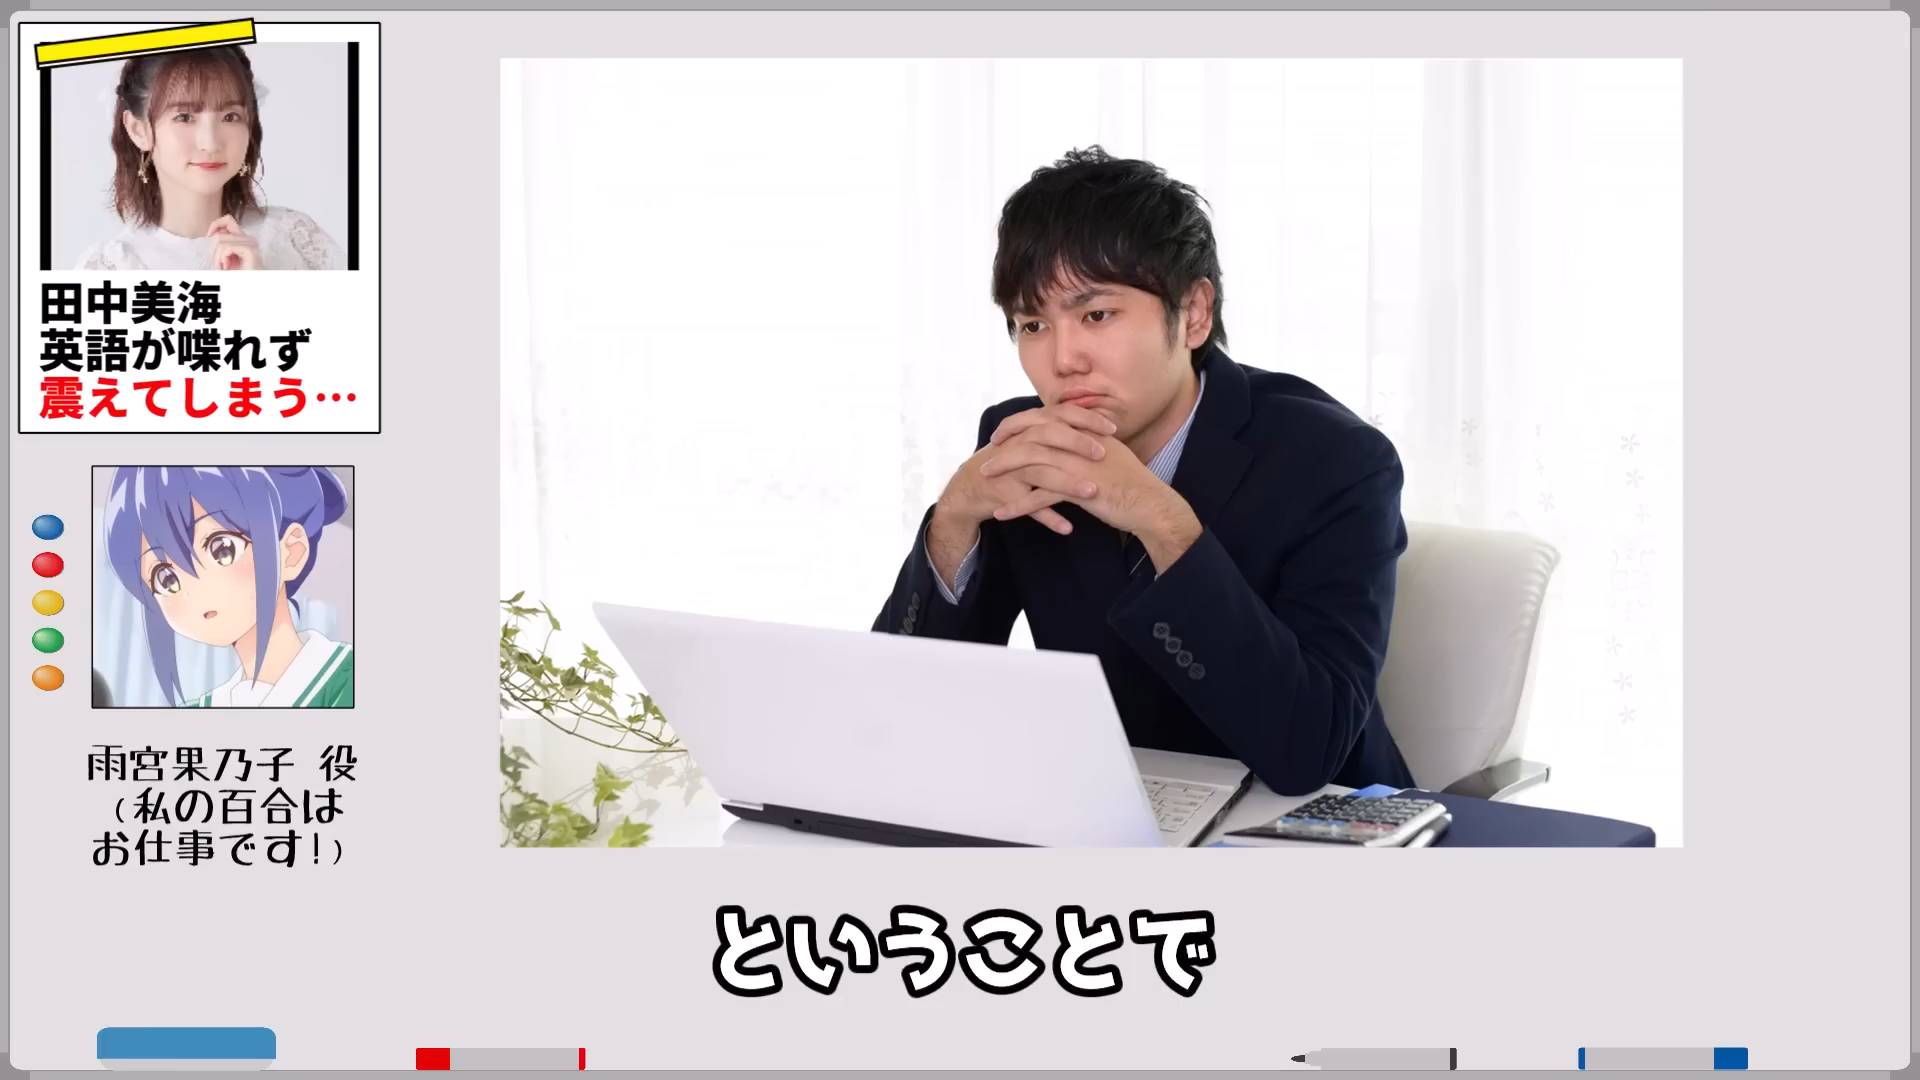 田中美海
英語が喋れず
震えてしまう…
雨宮果乃子 役
(私の百合は
お仕事です!)
ということで